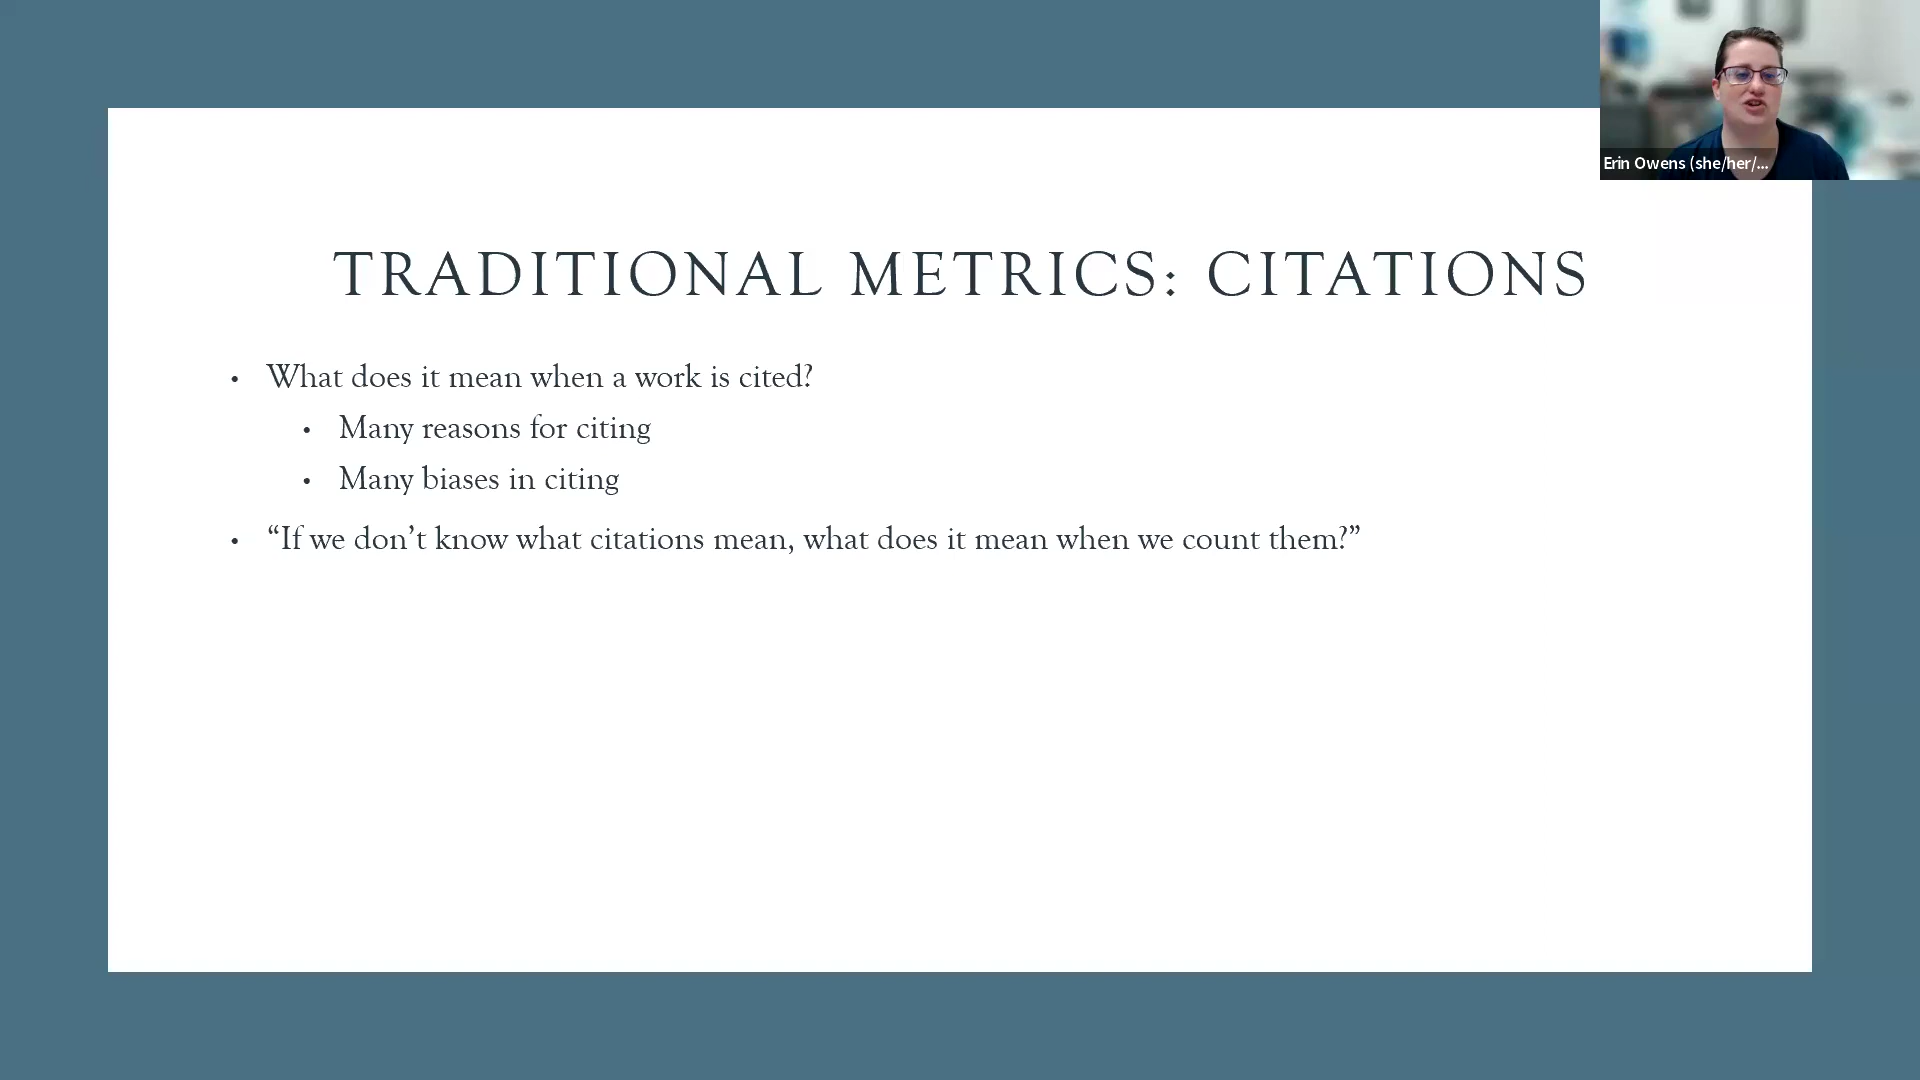 Erin Owens (she/her/...
TRADITIONAL METRICS: CITATIONS
• What does it mean when a work is cited?
• Many reasons for citing
• Many biases in citing
• “If we don’t know what citations mean, what does it mean when we count them?”